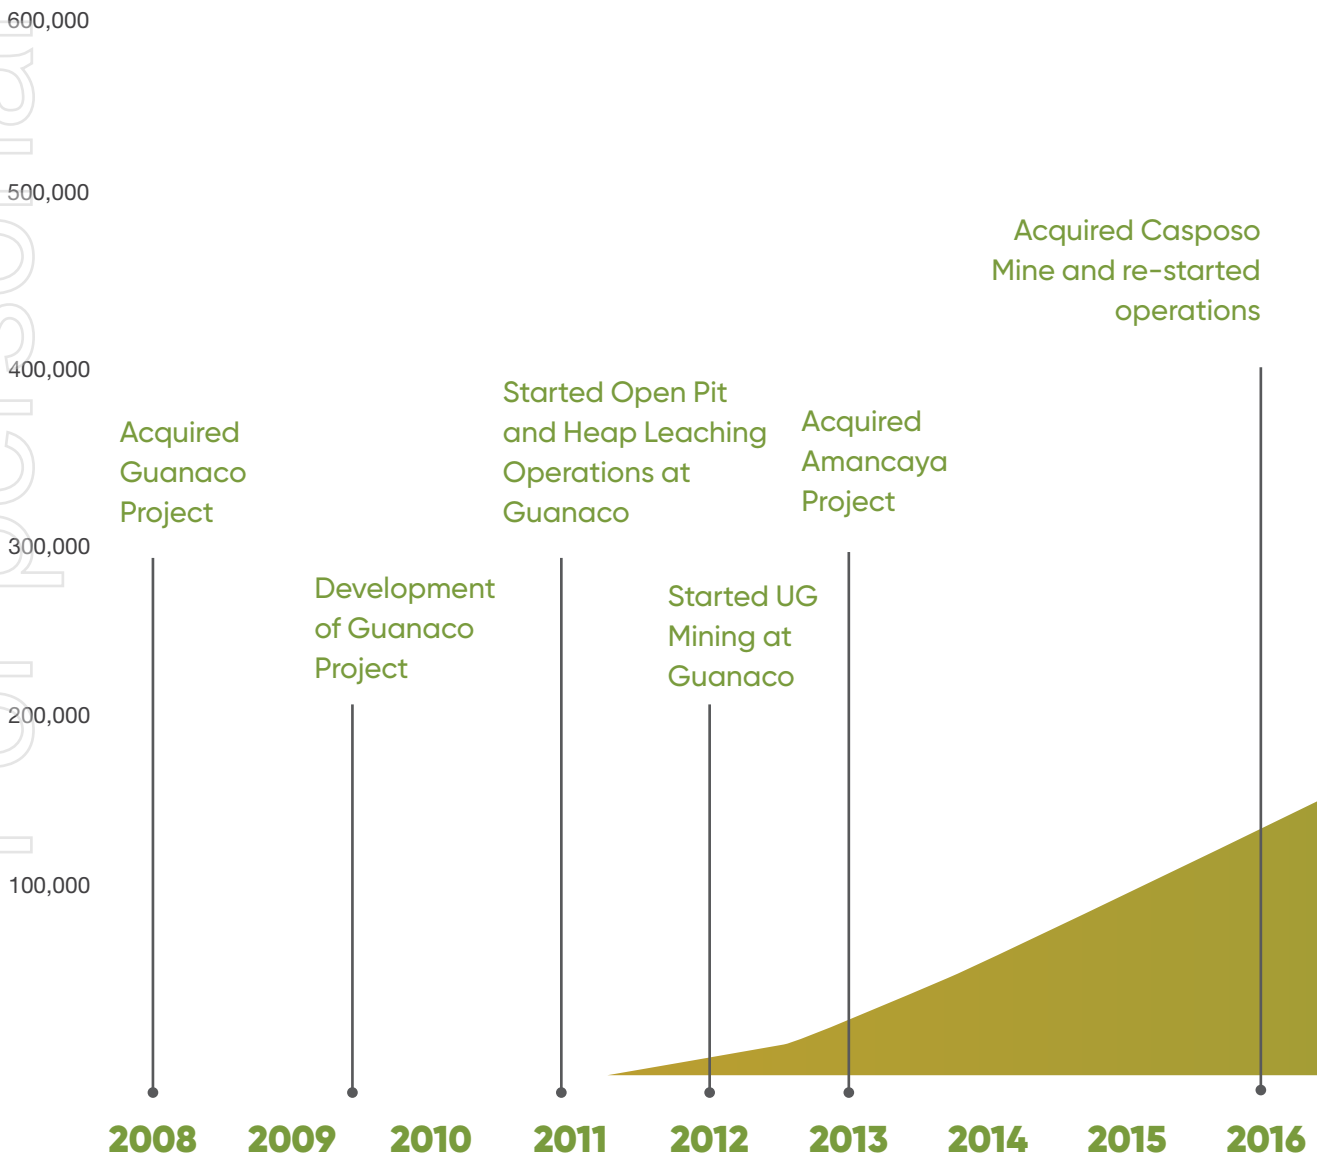 600,000
500,000
400,000
300,000
200,000
100,000
Acquired
Guanaco
Project
Development
of Guanaco
Project
Started Open Pit
and Heap Leaching
Operations at
Guanaco
Started UG
Mining at
Guanaco
Acquired
Amancaya
Project
Acquired Casposo
Mine and re-started
operations
2008 2009 2010 2011 2012 2013 2014 2015 2016
For personal